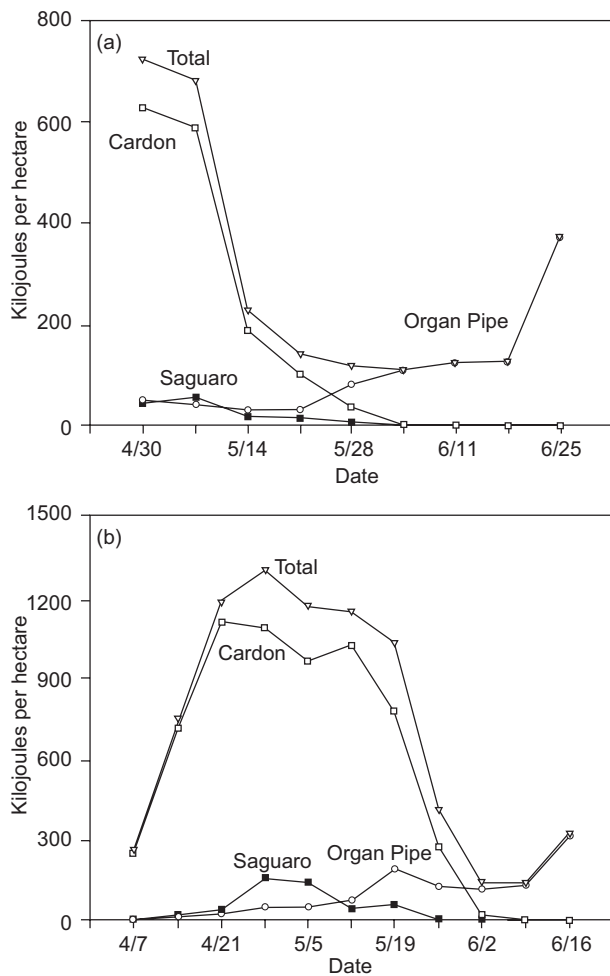 (a)
800
600
400
200
0
Kilojoules per hectare
Total
Cardon
Organ Pipe
Saguaro
4/30 5/14 5/28 6/11 6/25
Date
(b)
1500
1200
900
600
300
0
Kilojoules per hectare
Total
Cardon
Saguaro
Organ Pipe
4/7 4/21 5/5 5/19 6/2 6/16
Date